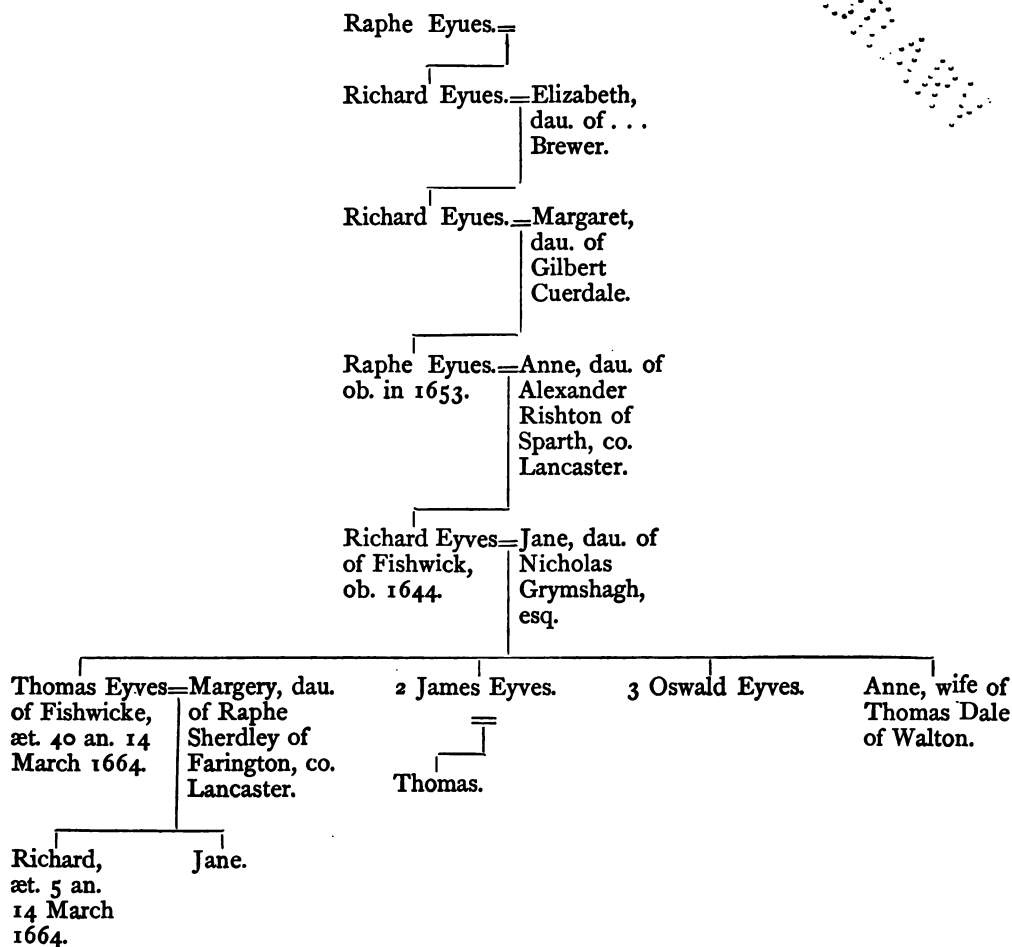 Raphe Eyues.=
Richard Eyues.=Elizabeth,
dau. of . . .
Brewer.
Richard Eyues.=Margaret,
dau. of
Gilbert
Cuerdale.
Raphe Eyues.=Anne, dau. of
ob. in 1653. Alexander
Rishton of
Sparth, co.
Lancaster.
Richard Eyves=Jane, dau. of
of Fishwick, Nicholas
ob. 1644. Grymshagh,
esq.
Thomas Eyves=Margery, dau.
of Fishwicke, of Raphe
æt. 40 an. 14 Sherdley of
March 1664. Farington, co.
Lancaster.
2 James Eyves.
=
Thomas.
3 Oswald Eyves.
Anne, wife of
Thomas Dale
of Walton.
Richard,
æt. 5 an.
14 March
1664.
Jane.